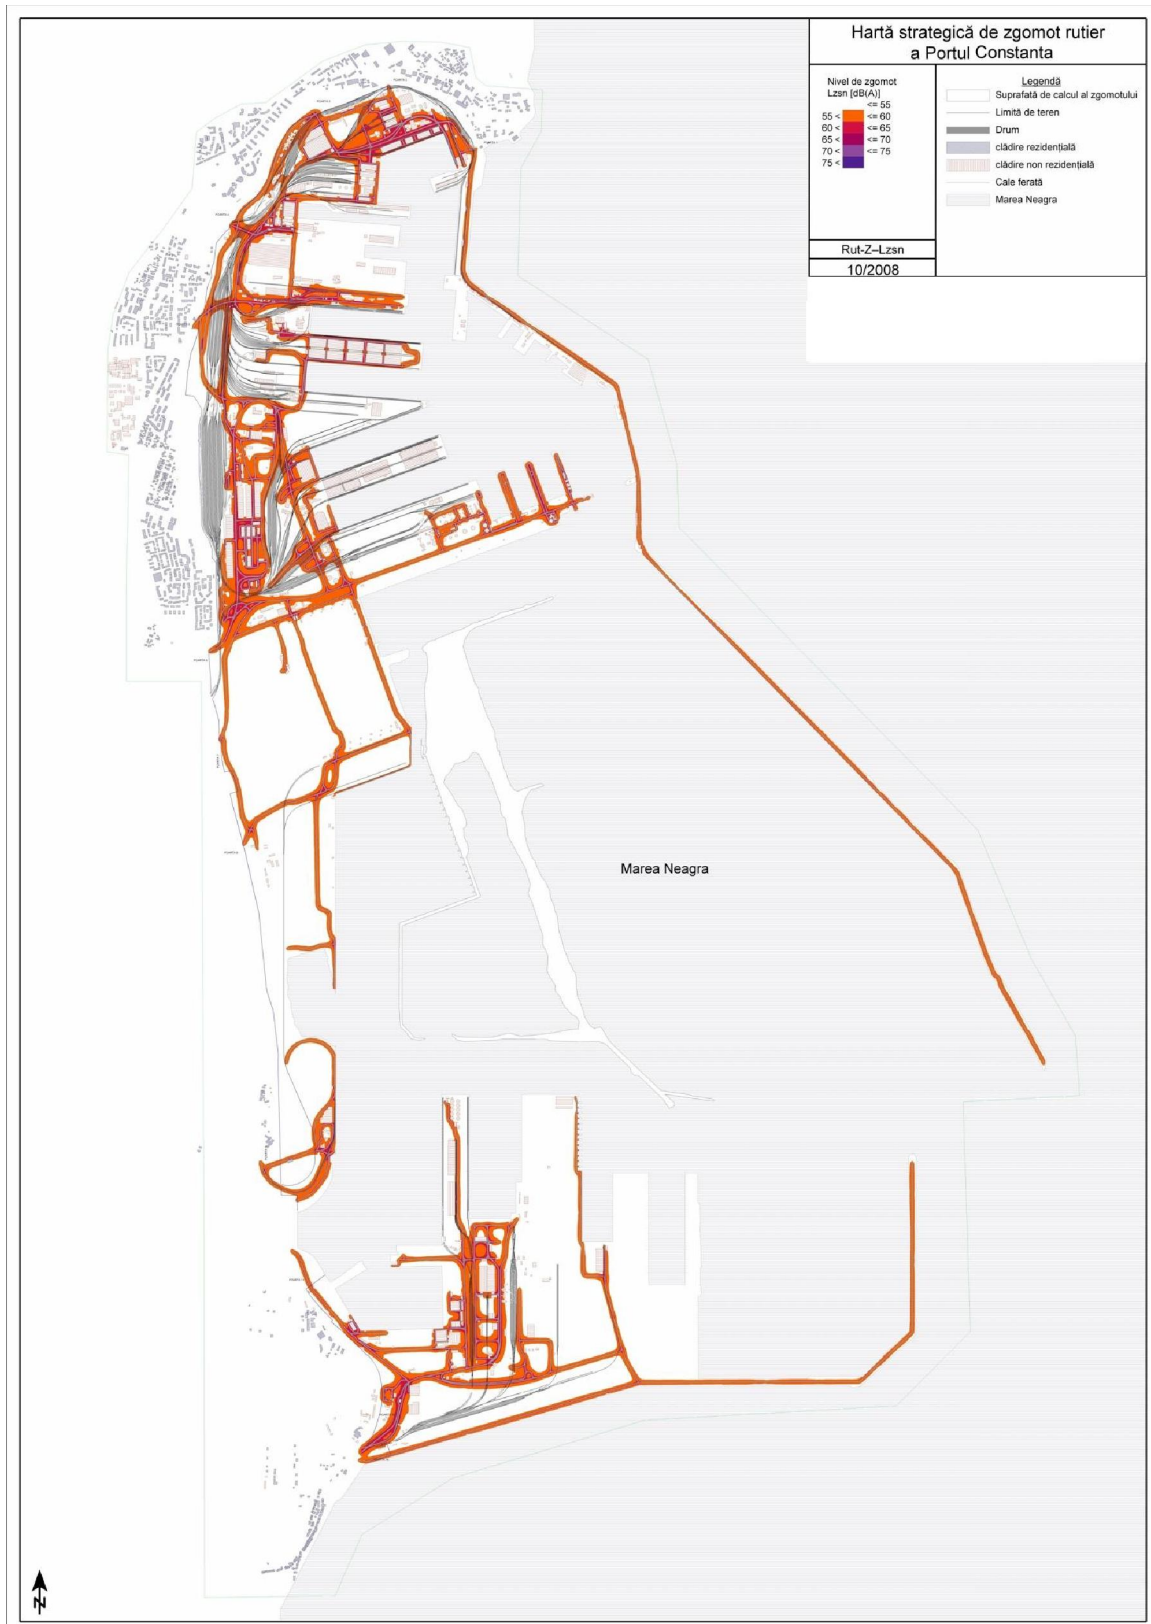 Hartă strategică de zgomot rutier
a Portul Constanta
Nivel de zgomot
Lzsn [dB(A)]
<= 55
55 < <= 60
60 < <= 65
65 < <= 70
70 < <= 75
75 <
Legendă
Suprafată de calcul al zgomotului
Limită de teren
Drum
clădire rezidențială
clădire non rezidențială
Cale ferată
Marea Neagra
Rut-Z-Lzsn
10/2008
Marea Neagra
N